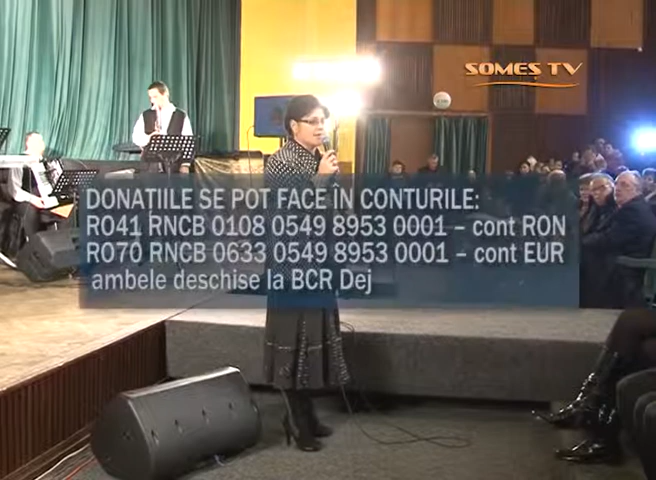 SOMES TV
DONAȚIILE SE POT FACE ÎN CONTURILE:
RO41 RNCB 0108 0549 8953 0001 – cont RON
RO70 RNCB 0633 0549 8953 0001 – cont EUR
ambele deschise la BCR Dej